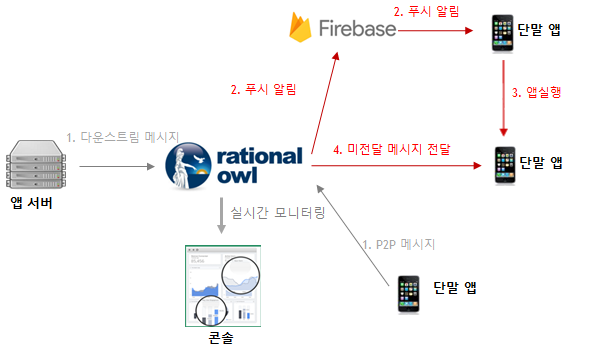 2. 푸시 알림
Firebase
단말 앱
2. 푸시 알림
3. 앱실행
1. 다운스트림 메시지
rational
owl
4. 미전달 메시지 전달
단말 앱
앱 서버
실시간 모니터링
1. P2P 메시지
단말 앱
콘솔